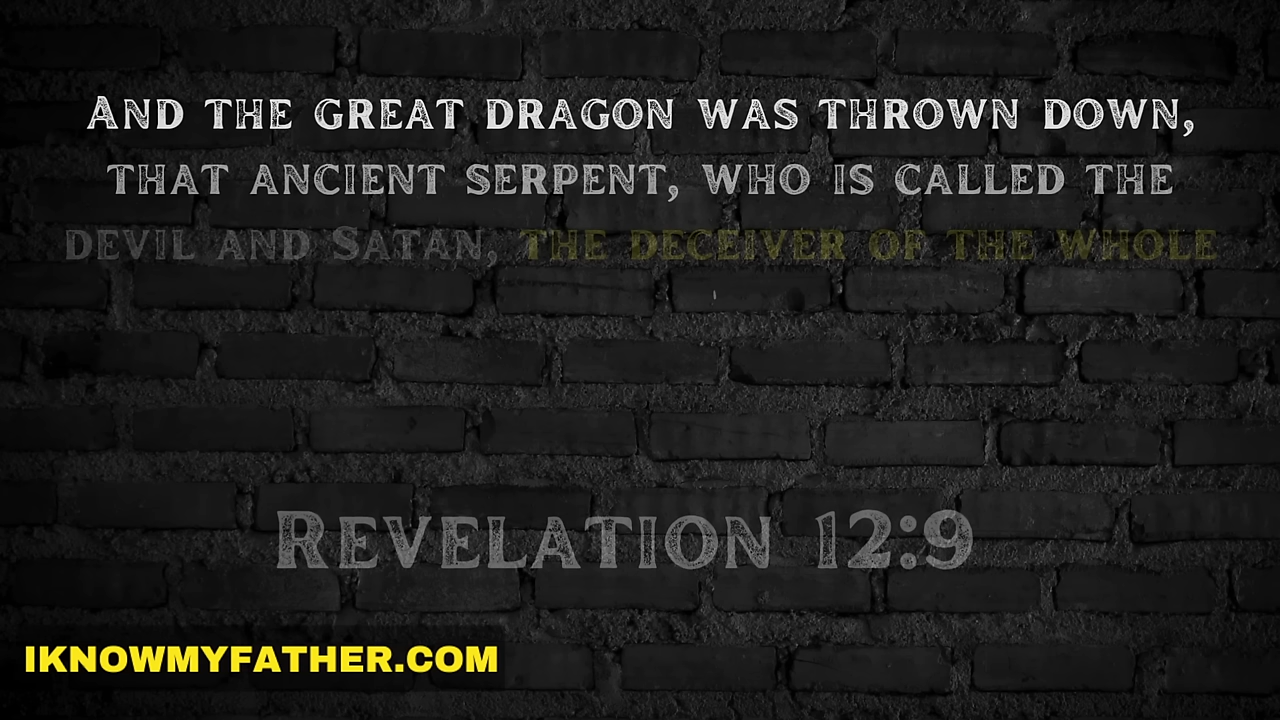 And the great dragon was thrown down,
that ancient serpent, who is called the
devil and Satan, the deceiver of the whole
Revelation 12:9
IKNOWMYFATHER.COM